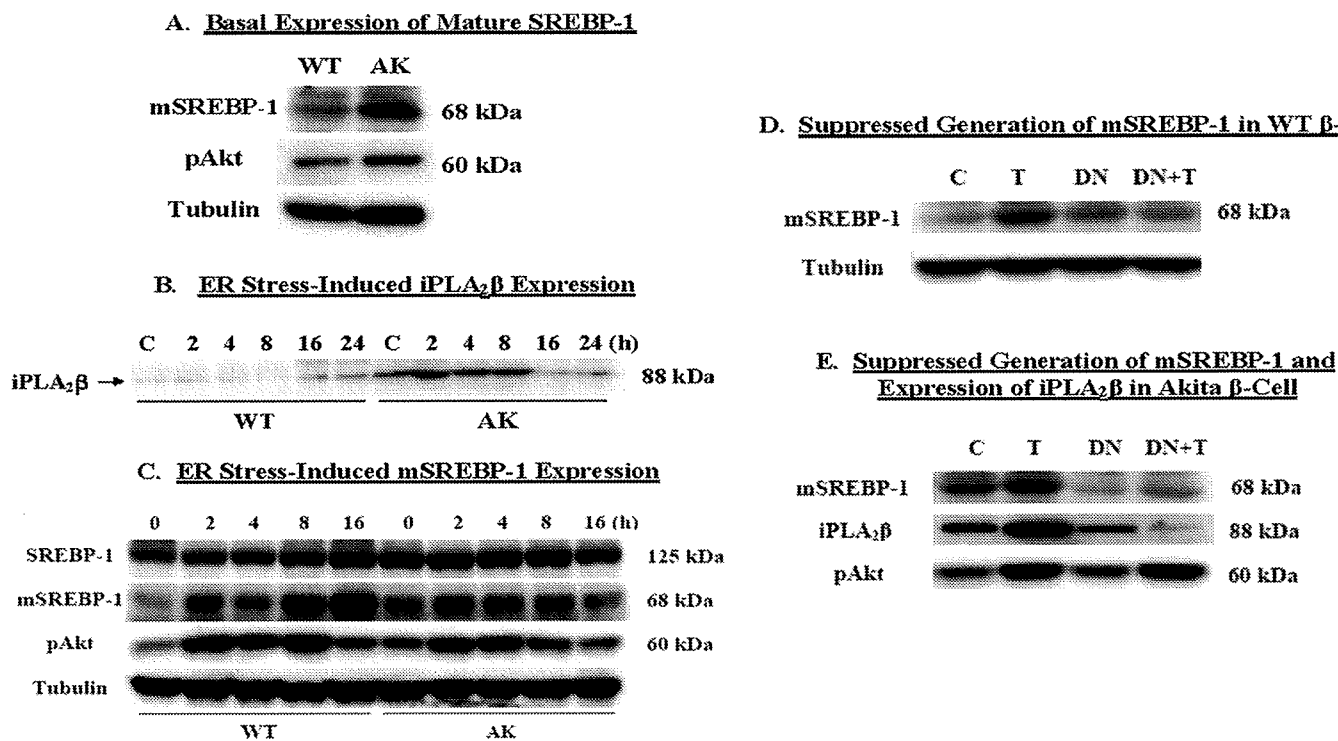 A. Basal Expression of Mature SREBP-1
WT AK
mSREBP-1 68 kDa
pAkt 60 kDa
Tubulin
B. ER Stress-Induced iPLA₂β Expression
C 2 4 8 16 24 C 2 4 8 16 24 (h)
iPLA₂β → 88 kDa
WT AK
C. ER Stress-Induced mSREBP-1 Expression
0 2 4 8 16 0 2 4 8 16 (h)
SREBP-1 125 kDa
mSREBP-1 68 kDa
pAkt 60 kDa
Tubulin
WT AK
D. Suppressed Generation of mSREBP-1 in WT β-
C T DN DN+T
mSREBP-1 68 kDa
Tubulin
E. Suppressed Generation of mSREBP-1 and
Expression of iPLA₂β in Akita β-Cell
C T DN DN+T
mSREBP-1 68 kDa
iPLA₂β 88 kDa
pAkt 60 kDa